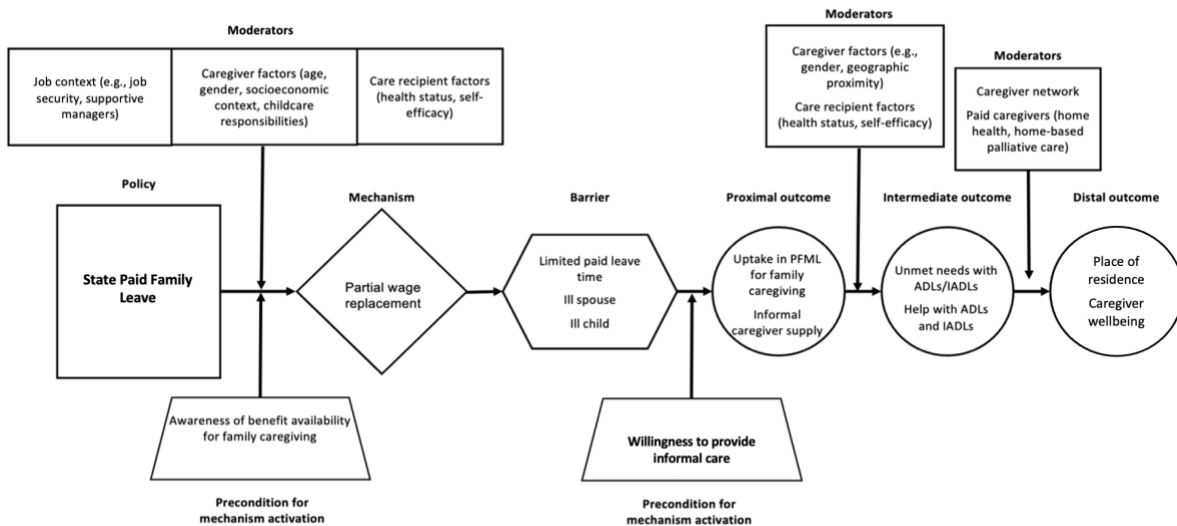 Moderators
Job context (e.g., job
security, supportive
managers)
Caregiver factors (age,
gender, socioeconomic
context, childcare
responsibilities)
Care recipient factors
(health status, self-
efficacy)
Moderators
Caregiver factors (e.g.,
gender, geographic
proximity)
Care recipient factors
(health status, self-efficacy)
Moderators
Caregiver network
Paid caregivers (home
health, home-based
palliative care)
Policy
State Paid Family
Leave
Mechanism
Partial wage
replacement
Barrier
Limited paid leave
time
Ill spouse
Ill child
Proximal outcome
Uptake in PFML
for family
caregiving
Informal
caregiver supply
Intermediate outcome
Unmet needs with
ADLs/IADLs
Help with ADLs
and IADLs
Distal outcome
Place of
residence
Caregiver
wellbeing
Awareness of benefit availability
for family caregiving
Precondition for
mechanism activation
Willingness to provide
informal care
Precondition for
mechanism activation